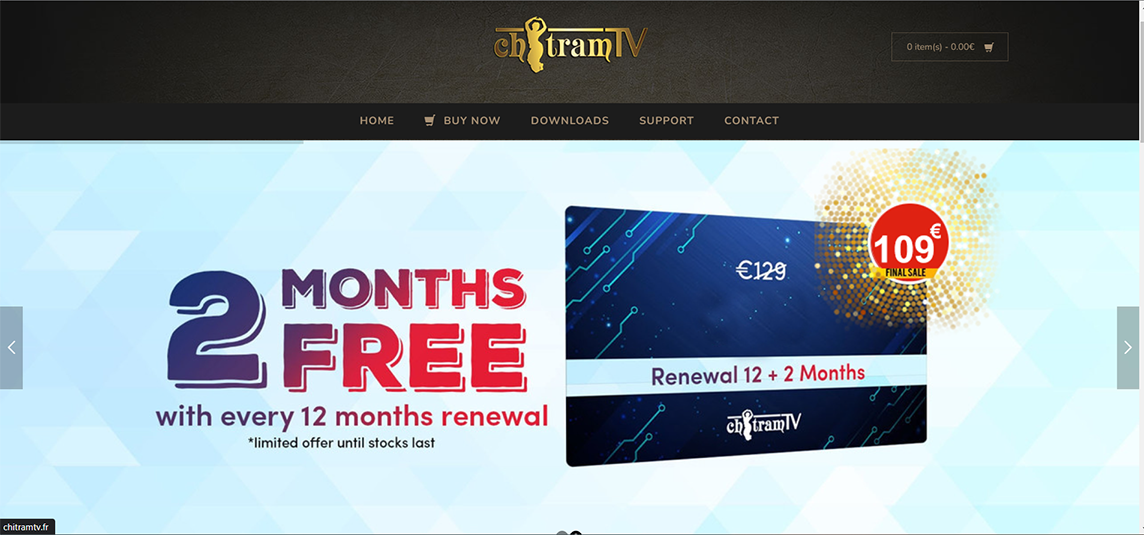 chitramTV
0 item(s) - 0.00€
HOME
BUY NOW
DOWNLOADS
SUPPORT
CONTACT
2 MONTHS
FREE
with every 12 months renewal
*limited offer until stocks last
€129
109€
FINAL SALE
Renewal 12 + 2 Months
chitramTV
chitramtv.fr